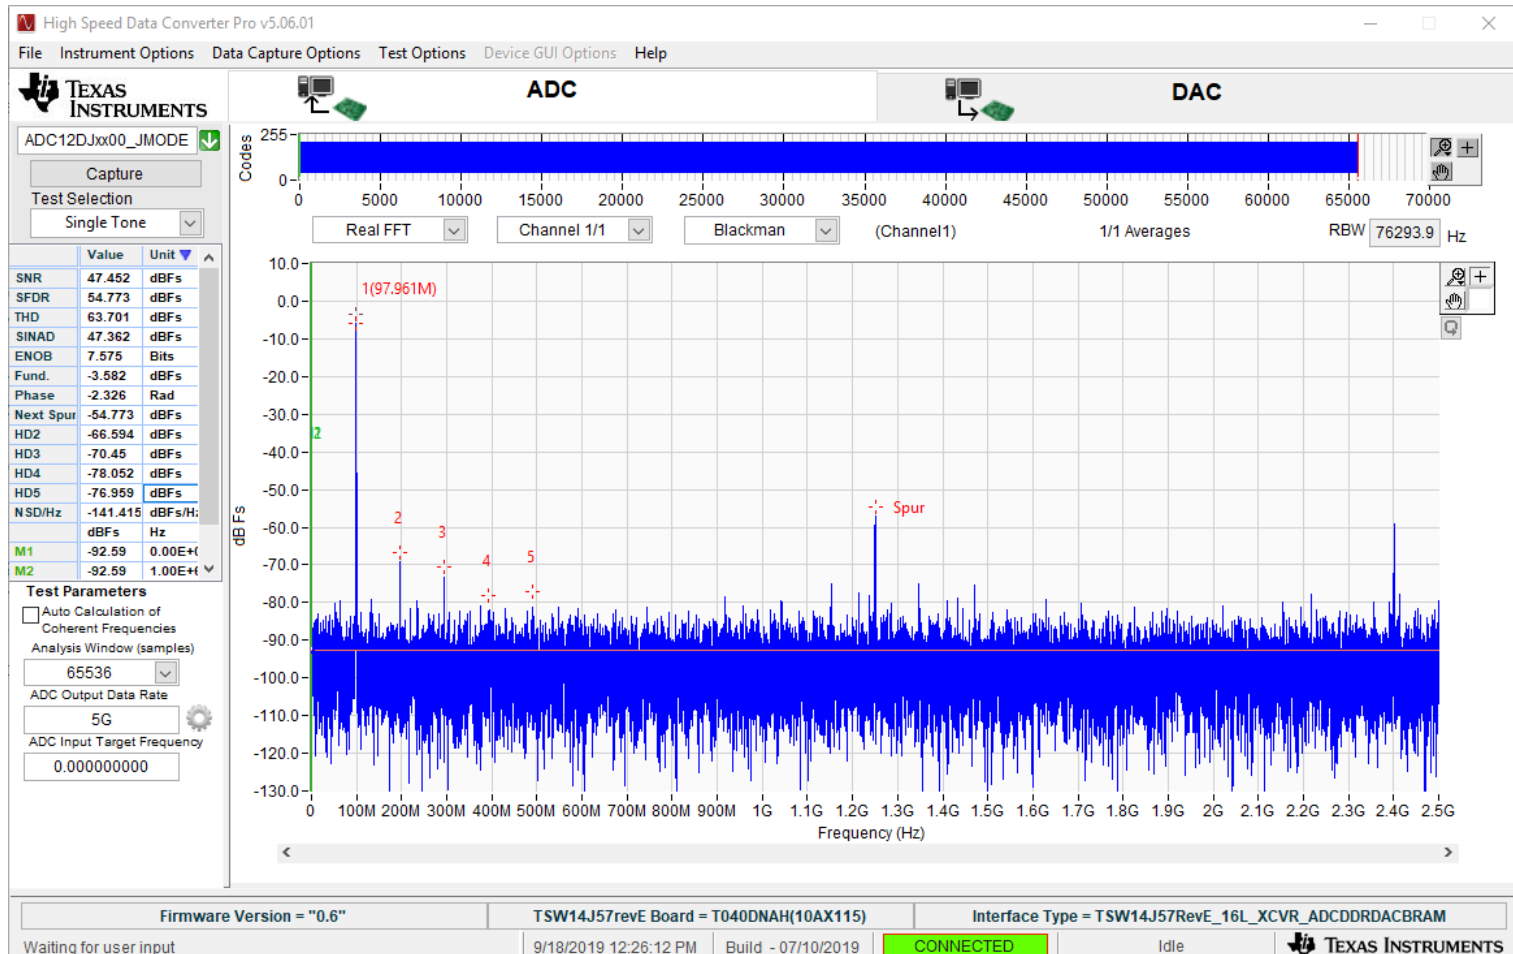 High Speed Data Converter Pro v5.06.01
File Instrument Options Data Capture Options Test Options Device GUI Options Help
TEXAS INSTRUMENTS
ADC
DAC
ADC12DJxx00_JMODE
Capture
Test Selection
Single Tone
Value Unit
SNR 47.452 dBFs
SFDR 54.773 dBFs
THD 63.701 dBFs
SINAD 47.362 dBFs
ENOB 7.575 Bits
Fund. -3.582 dBFs
Phase -2.326 Rad
Next Spur -54.773 dBFs
HD2 -66.594 dBFs
HD3 -70.45 dBFs
HD4 -78.052 dBFs
HD5 -76.959 dBFs
NSD/Hz -141.415 dBFs/Hz
dBFs Hz
M1 -92.59 0.00E+0
M2 -92.59 1.00E+6
Test Parameters
Auto Calculation of
Coherent Frequencies
Analysis Window (samples)
65536
ADC Output Data Rate
5G
ADC Input Target Frequency
0.000000000
Codes
255
0
0 5000 10000 15000 20000 25000 30000 35000 40000 45000 50000 55000 60000 65000 70000
Real FFT Channel 1/1 Blackman (Channel1) 1/1 Averages RBW 76293.9 Hz
dB Fs
10.0
0.0
-10.0
-20.0
-30.0
-40.0
-50.0
-60.0
-70.0
-80.0
-90.0
-100.0
-110.0
-120.0
-130.0
1(97.961M)
2
3
4
5
Spur
0 100M 200M 300M 400M 500M 600M 700M 800M 900M 1G 1.1G 1.2G 1.3G 1.4G 1.5G 1.6G 1.7G 1.8G 1.9G 2G 2.1G 2.2G 2.3G 2.4G 2.5G
Frequency (Hz)
Firmware Version = "0.6" TSW14J57revE Board = T040DNAH(10AX115) Interface Type = TSW14J57RevE_16L_XCVR_ADCDDRDACBRAM
Waiting for user input 9/18/2019 12:26:12 PM Build - 07/10/2019 CONNECTED Idle TEXAS INSTRUMENTS